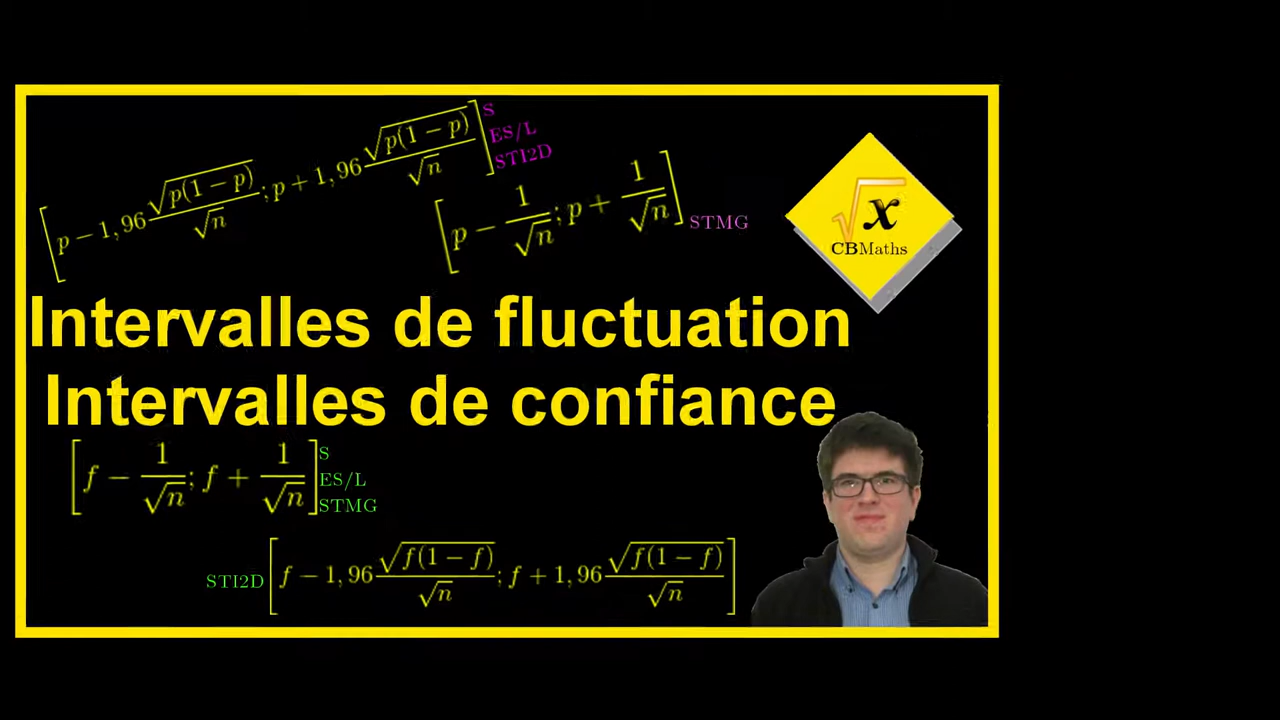 [p − 1,96 √(p(1 − p))/√n ; p + 1,96 √(p(1 − p))/√n]
S
ES/L
STI2D
[p − 1/√n ; p + 1/√n]
STMG
√x
CBMaths
Intervalles de fluctuation
Intervalles de confiance
[f − 1/√n ; f + 1/√n]
S
ES/L
STMG
STI2D [f − 1,96 √(f(1 − f))/√n ; f + 1,96 √(f(1 − f))/√n]